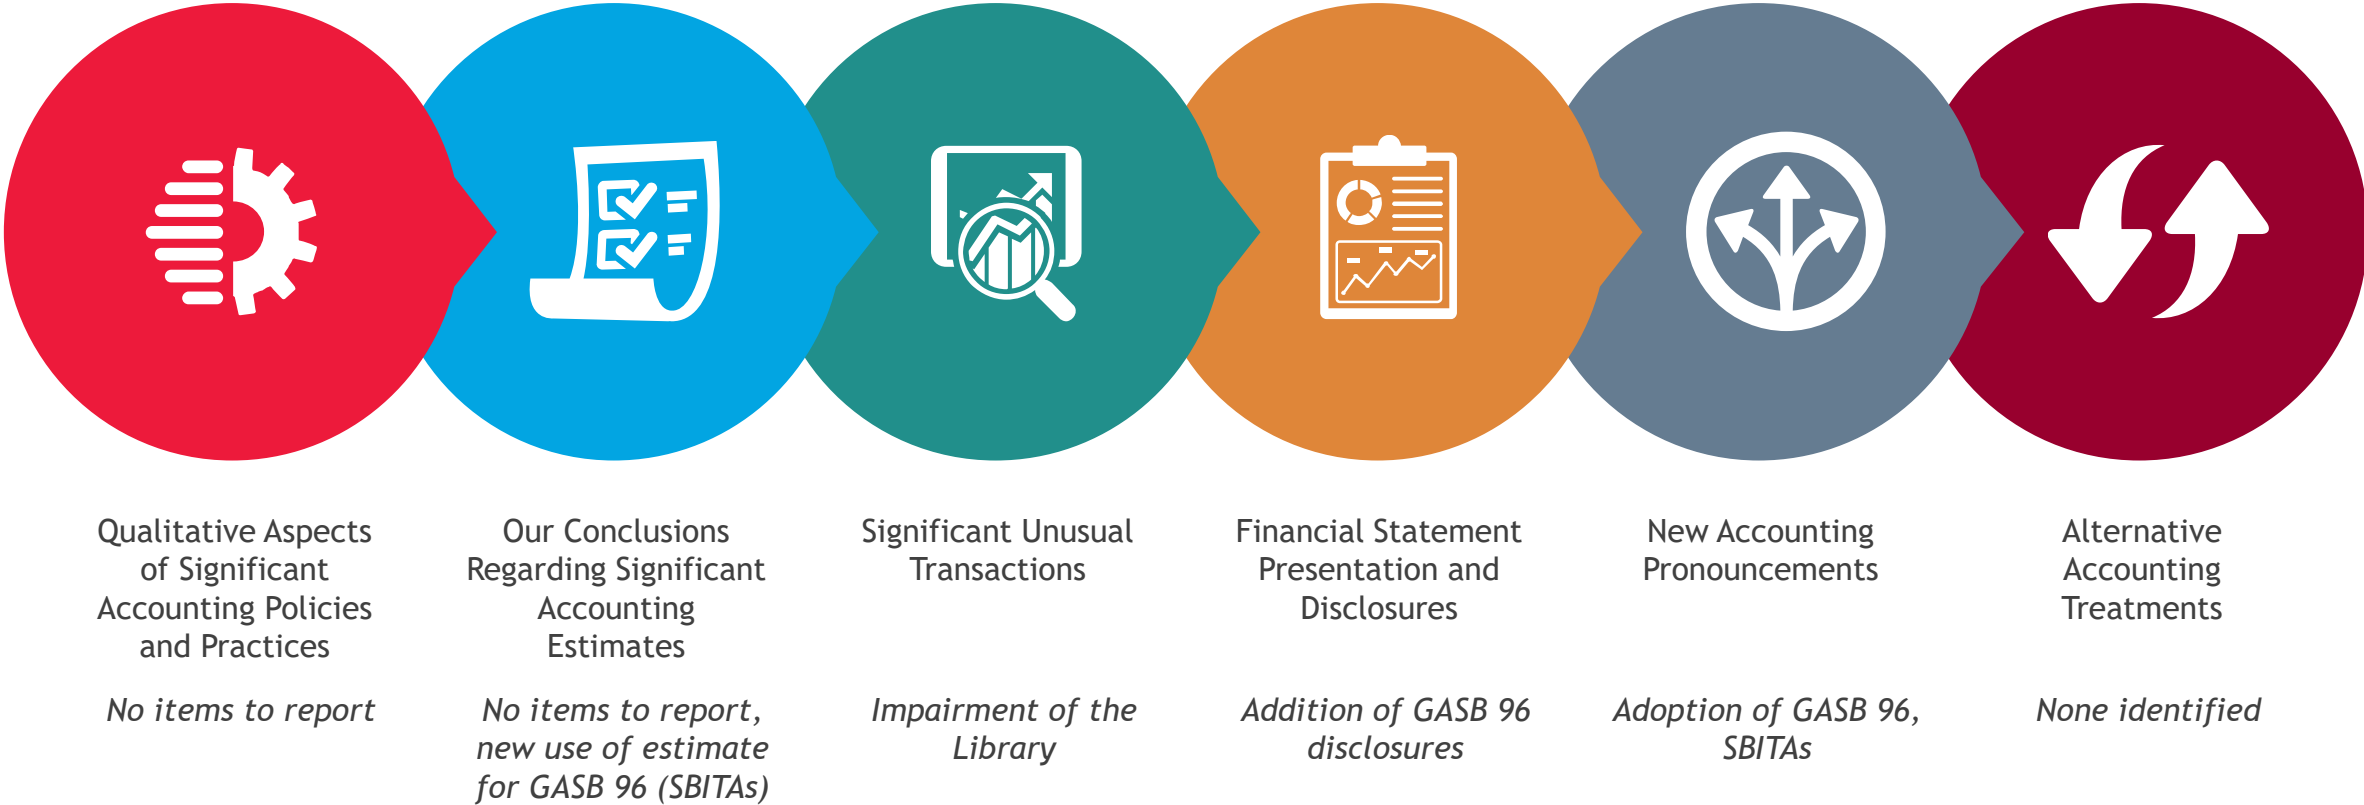 Qualitative Aspects
of Significant
Accounting Policies
and Practices
No items to report
Our Conclusions
Regarding Significant
Accounting
Estimates
No items to report,
new use of estimate
for GASB 96 (SBITAs)
Significant Unusual
Transactions
Impairment of the
Library
Financial Statement
Presentation and
Disclosures
Addition of GASB 96
disclosures
New Accounting
Pronouncements
Adoption of GASB 96,
SBITAs
Alternative
Accounting
Treatments
None identified